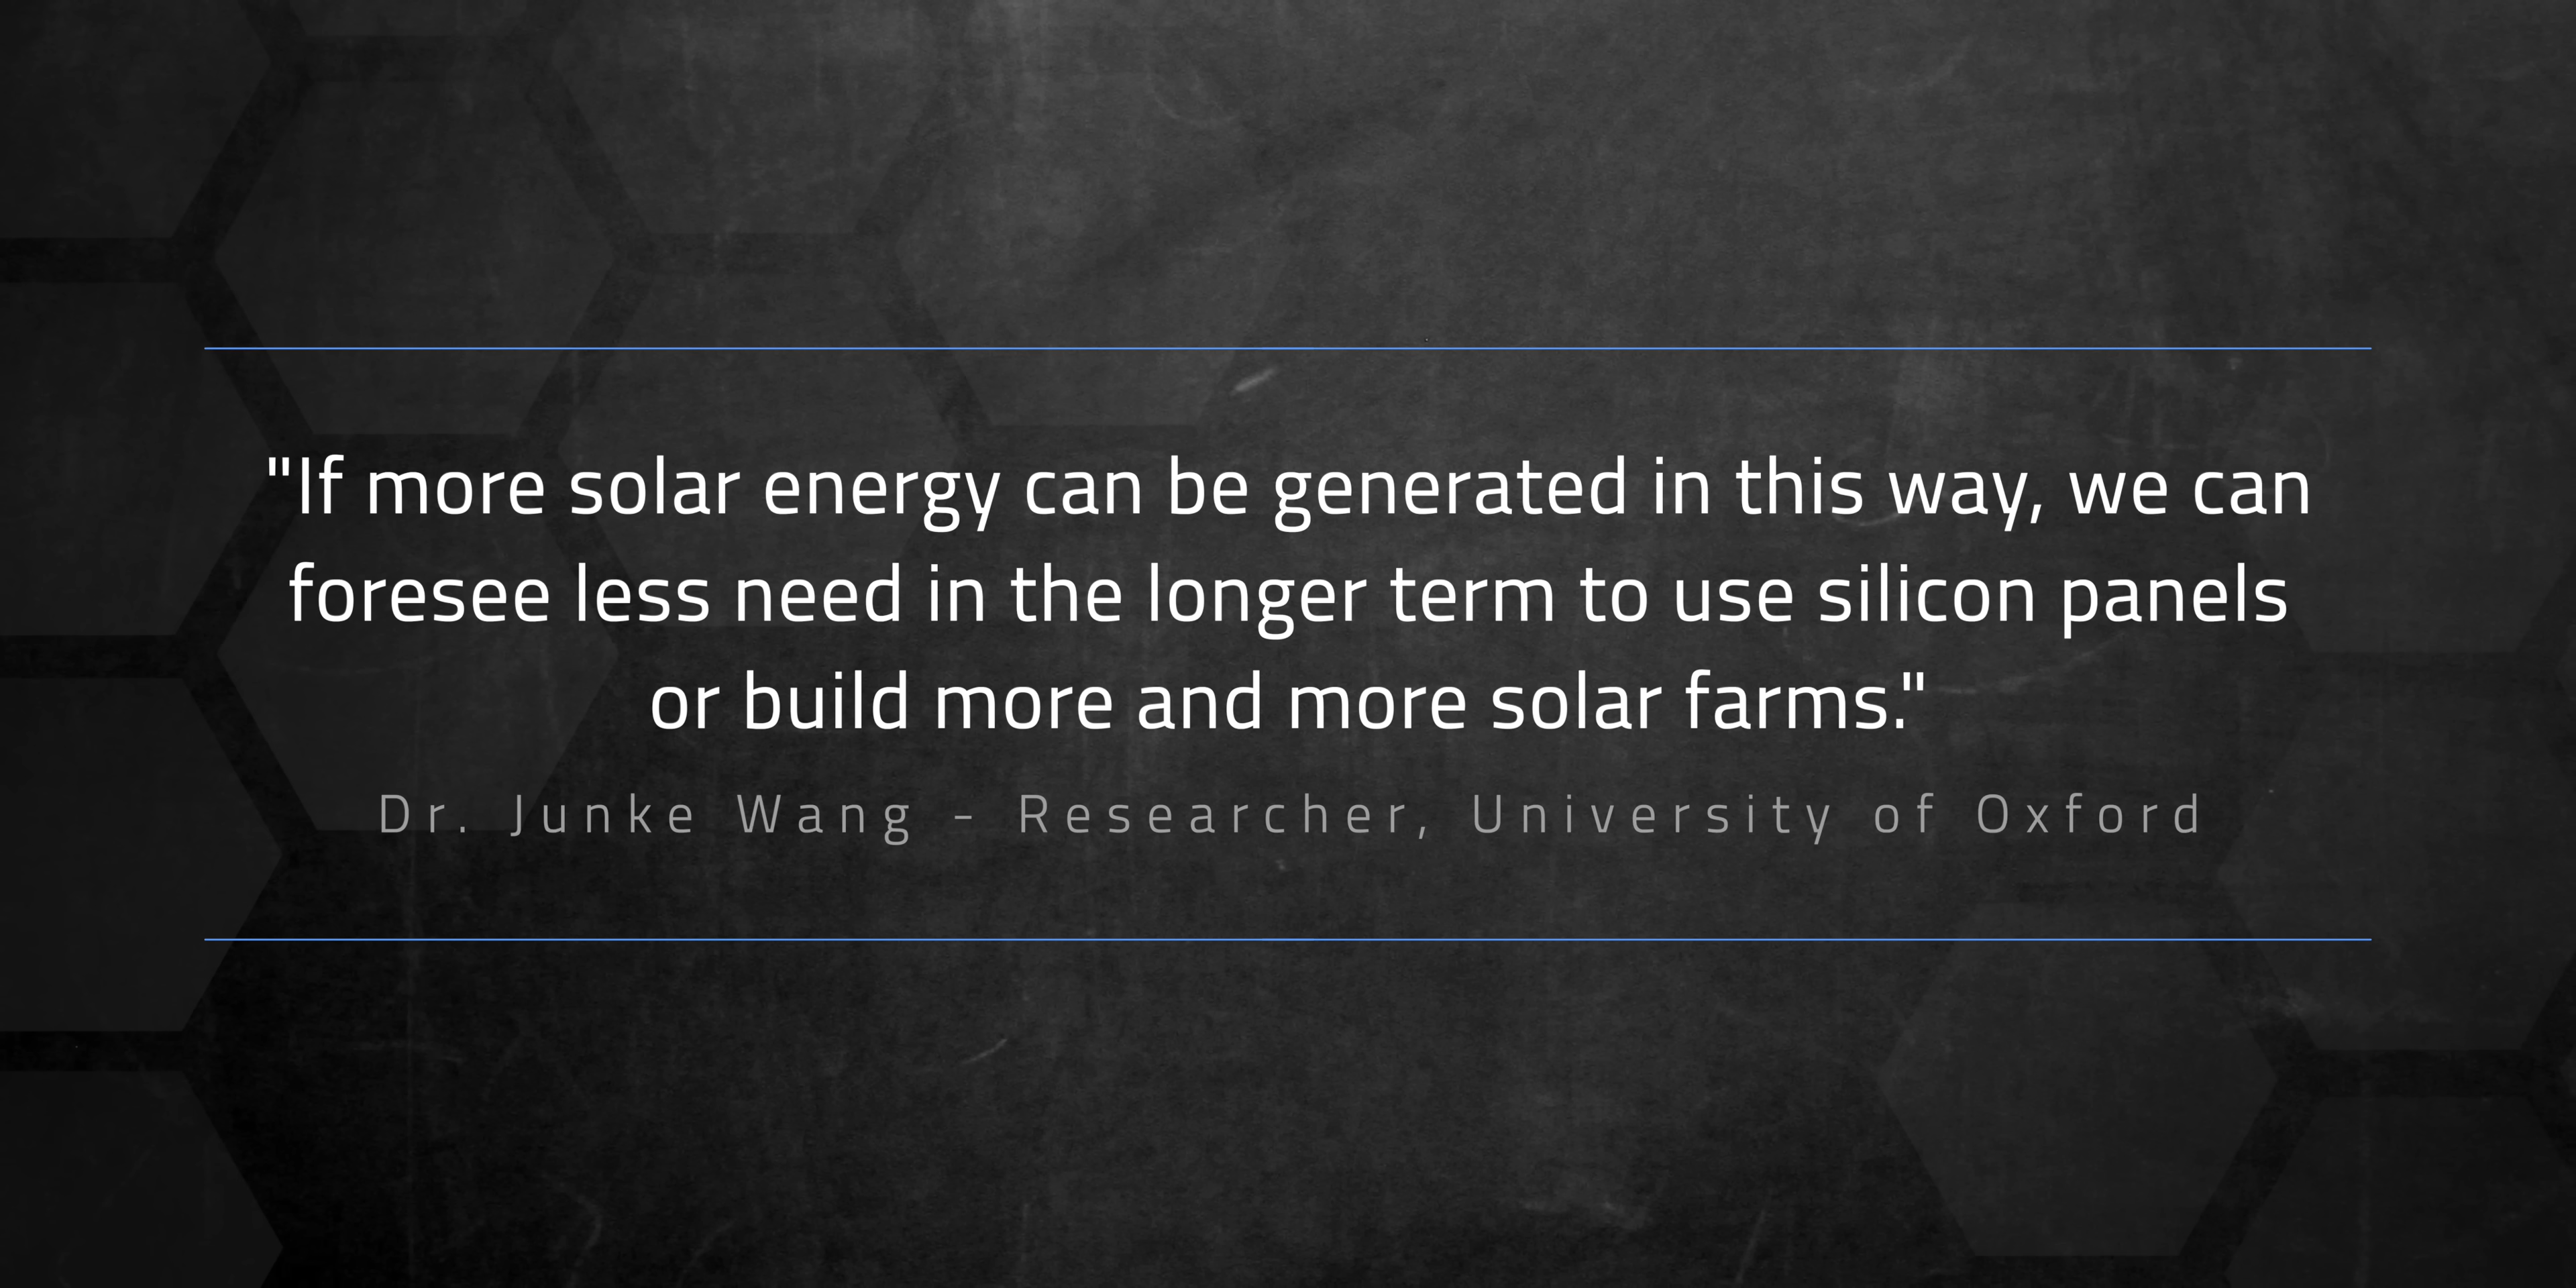 "If more solar energy can be generated in this way, we can
foresee less need in the longer term to use silicon panels
or build more and more solar farms."
Dr. Junke Wang - Researcher, University of Oxford